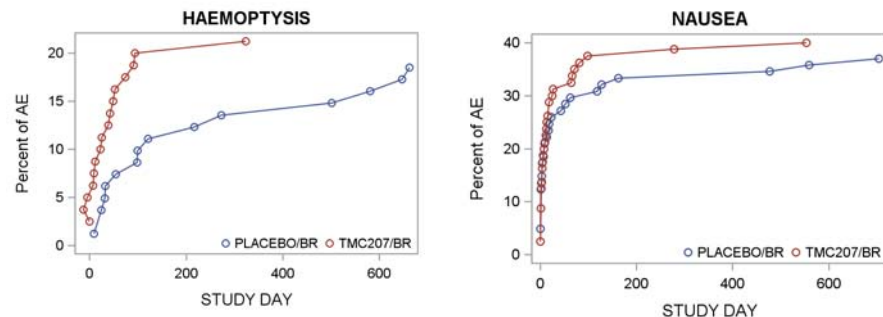 HAEMOPTYSIS
Percent of AE
20
15
10
5
0
PLACEBO/BR TMC207/BR
0 200 400 600
STUDY DAY
NAUSEA
Percent of AE
40
30
20
10
0
PLACEBO/BR TMC207/BR
0 200 400 600
STUDY DAY